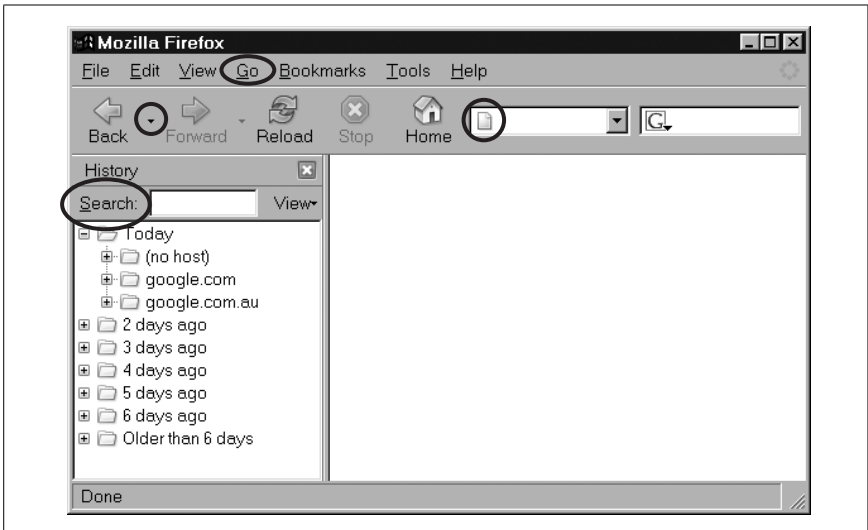 Mozilla Firefox
File Edit View Go Bookmarks Tools Help
Back Forward Reload Stop Home G
History
Search: View
Today
(no host)
google.com
google.com.au
2 days ago
3 days ago
4 days ago
5 days ago
6 days ago
Older than 6 days
Done